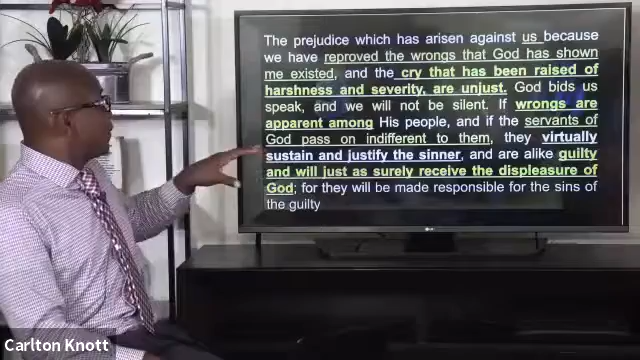 The prejudice which has arisen against us because
we have reproved the wrongs that God has shown
me existed, and the cry that has been raised of
harshness and severity, are unjust. God bids us
speak, and we will not be silent. If wrongs are
apparent among His people, and if the servants of
God pass on indifferent to them, they virtually
sustain and justify the sinner, and are alike guilty
and will just as surely receive the displeasure of
God; for they will be made responsible for the sins of
the guilty
LG
Carlton Knott